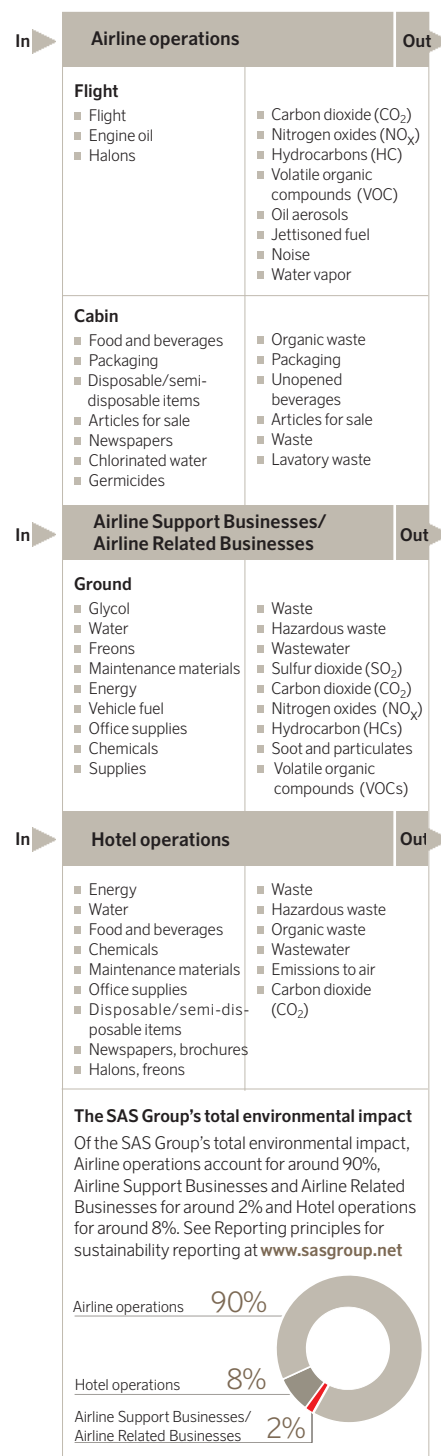 In
Airline operations
Out
Flight
Flight
Engine oil
Halons
Carbon dioxide (CO₂)
Nitrogen oxides (NOX)
Hydrocarbons (HC)
Volatile organic
compounds (VOC)
Oil aerosols
Jettisoned fuel
Noise
Water vapor
Cabin
Food and beverages
Packaging
Disposable/semi-
disposable items
Articles for sale
Newspapers
Chlorinated water
Germicides
Organic waste
Packaging
Unopened
beverages
Articles for sale
Waste
Lavatory waste
In
Airline Support Businesses/
Airline Related Businesses
Out
Ground
Glycol
Water
Freons
Maintenance materials
Energy
Vehicle fuel
Office supplies
Chemicals
Supplies
Waste
Hazardous waste
Wastewater
Sulfur dioxide (SO₂)
Carbon dioxide (CO₂)
Nitrogen oxides (NOX)
Hydrocarbon (HCs)
Soot and particulates
Volatile organic
compounds (VOCs)
In
Hotel operations
Out
Energy
Water
Food and beverages
Chemicals
Maintenance materials
Office supplies
Disposable/semi-dis-
posable items
Newspapers, brochures
Halons, freons
Waste
Hazardous waste
Organic waste
Wastewater
Emissions to air
Carbon dioxide
(CO₂)
The SAS Group's total environmental impact
Of the SAS Group's total environmental impact,
Airline operations account for around 90%,
Airline Support Businesses and Airline Related
Businesses for around 2% and Hotel operations
for around 8%. See Reporting principles for
sustainability reporting at www.sasgroup.net
Airline operations 90%
Hotel operations 8%
Airline Support Businesses/
Airline Related Businesses 2%